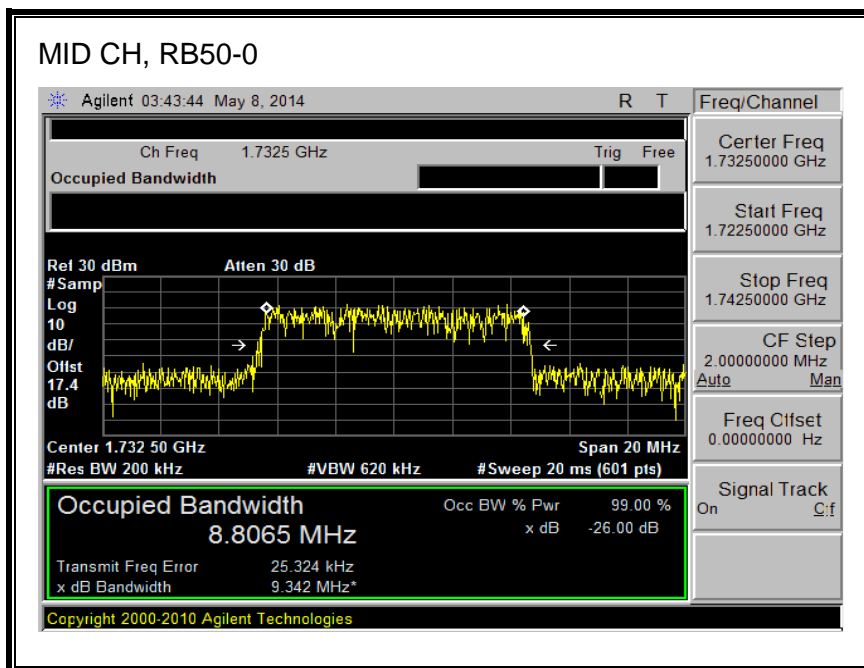 MID CH, RB50-0
Agilent 03:43:44 May 8, 2014 R T
Freq/Channel
Ch Freq 1.7325 GHz Trig Free
Occupied Bandwidth
Center Freq
1.73250000 GHz
Start Freq
1.72250000 GHz
Stop Freq
1.74250000 GHz
CF Step
2.00000000 MHz
Auto Man
Freq Offset
0.00000000 Hz
Signal Track
On Off
Ref 30 dBm Atten 30 dB
#Samp
Log
10
dB/
Offst
17.4
dB
Center 1.732 50 GHz Span 20 MHz
#Res BW 200 kHz #VBW 620 kHz #Sweep 20 ms (601 pts)
Occupied Bandwidth
8.8065 MHz
Occ BW % Pwr 99.00 %
x dB -26.00 dB
Transmit Freq Error 25.324 kHz
x dB Bandwidth 9.342 MHz*
Copyright 2000-2010 Agilent Technologies